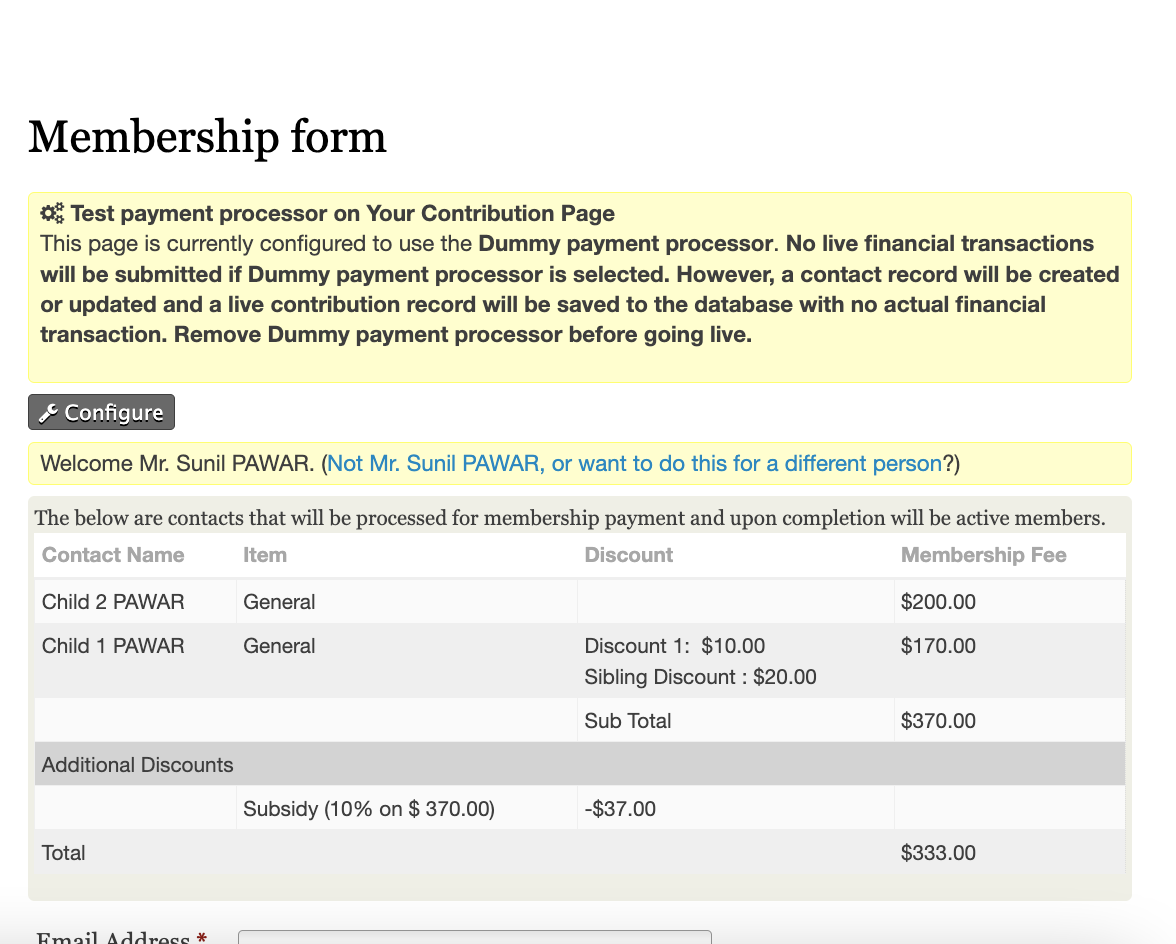 Membership form
Test payment processor on Your Contribution Page
This page is currently configured to use the Dummy payment processor. No live financial transactions
will be submitted if Dummy payment processor is selected. However, a contact record will be created
or updated and a live contribution record will be saved to the database with no actual financial
transaction. Remove Dummy payment processor before going live.
Configure
Welcome Mr. Sunil PAWAR. (Not Mr. Sunil PAWAR, or want to do this for a different person?)
The below are contacts that will be processed for membership payment and upon completion will be active members.
Contact Name Item Discount Membership Fee
Child 2 PAWAR General $200.00
Child 1 PAWAR General Discount 1: $10.00 $170.00
Sibling Discount : $20.00
Sub Total $370.00
Additional Discounts
Subsidy (10% on $ 370.00) -$37.00
Total $333.00
Email Address *